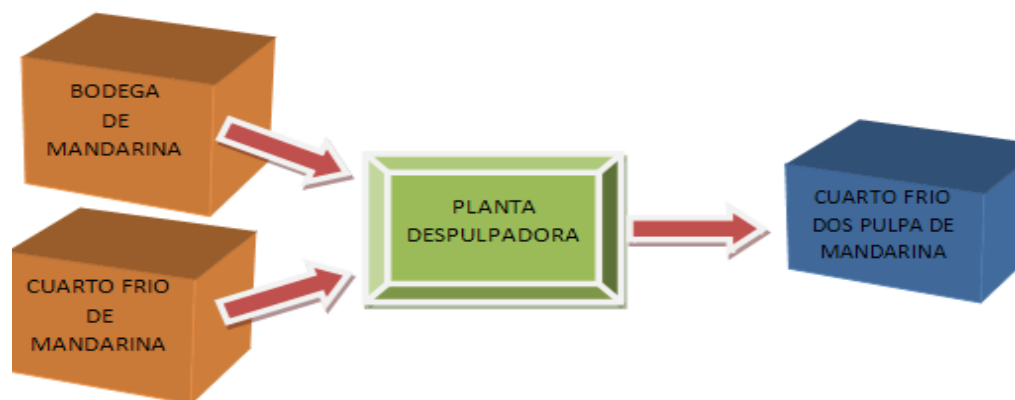 BODEGA
DE
MANDARINA
CUARTO FRIO
DE
MANDARINA
PLANTA
DESPULPADORA
CUARTO FRIO
DOS PULPA DE
MANDARINA